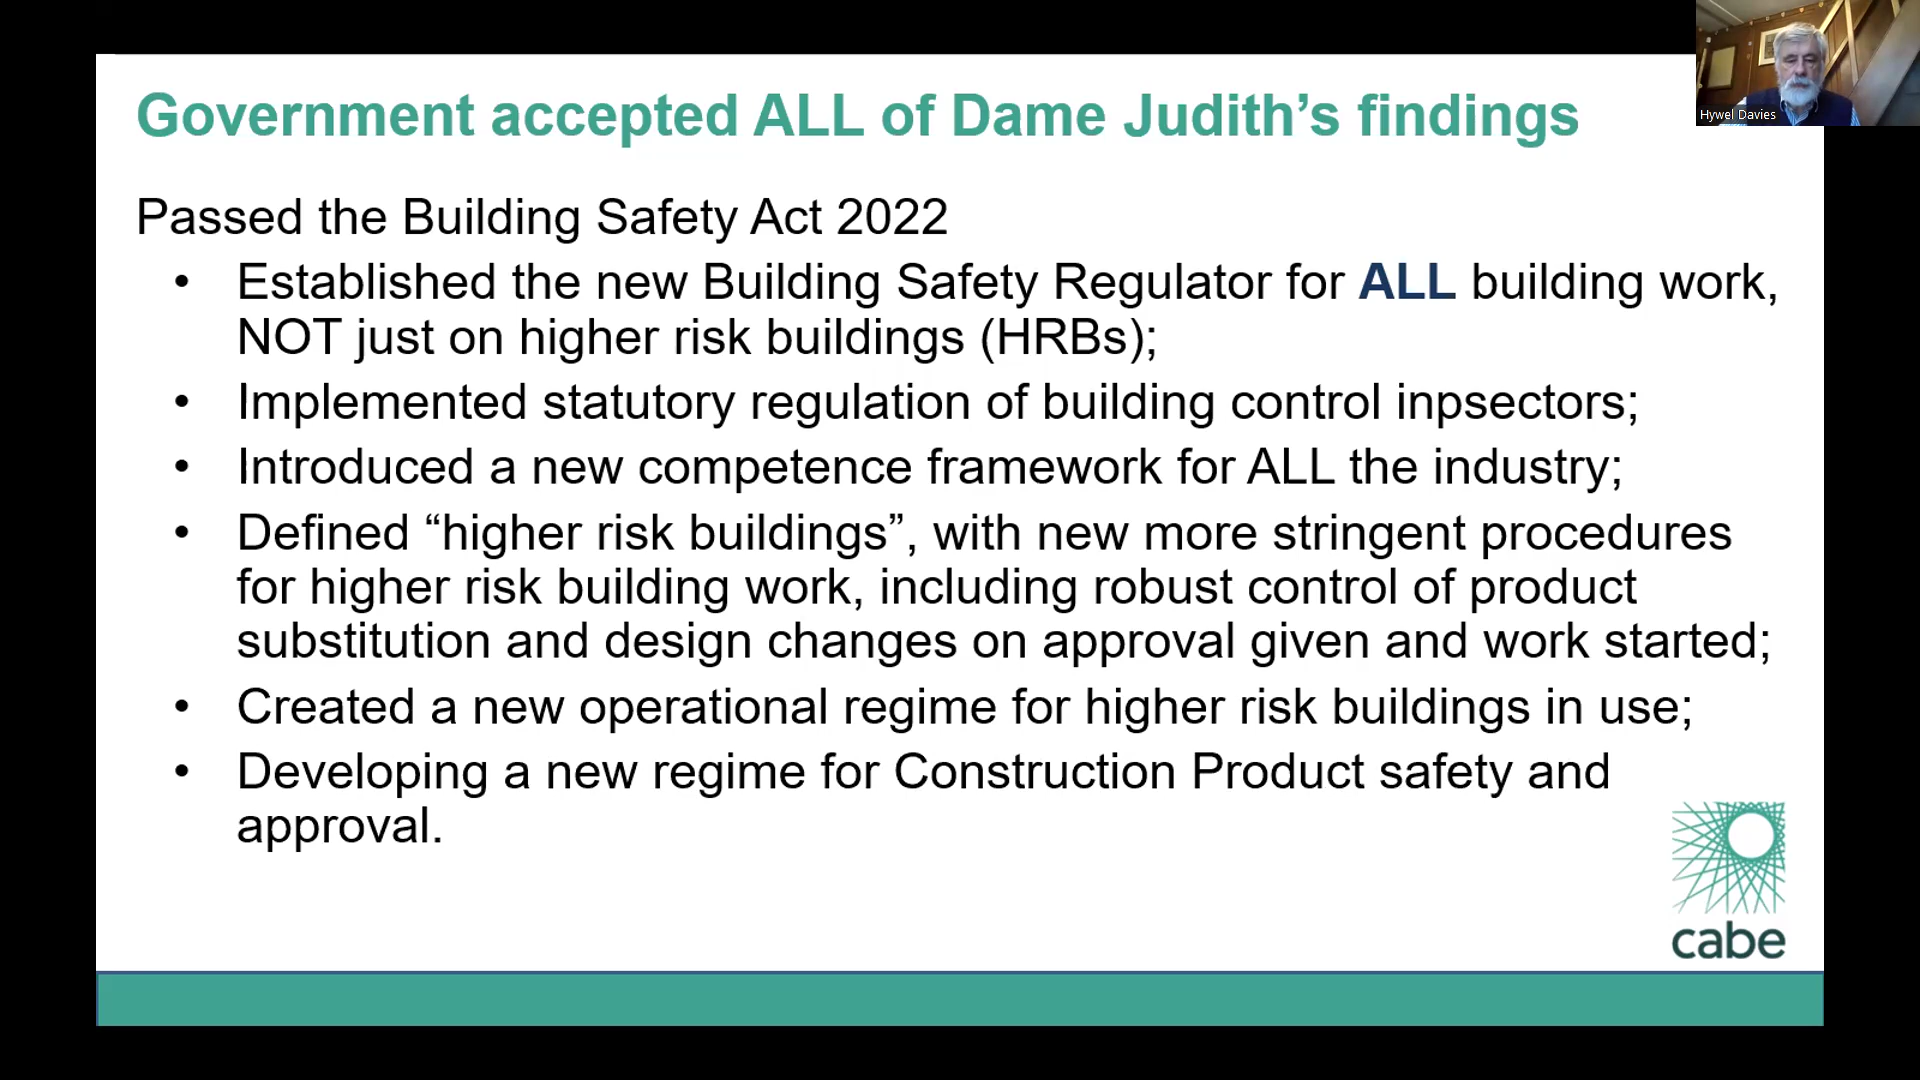 Government accepted ALL of Dame Judith’s findings
Hywel Davies
Passed the Building Safety Act 2022
• Established the new Building Safety Regulator for ALL building work,
NOT just on higher risk buildings (HRBs);
• Implemented statutory regulation of building control inpsectors;
• Introduced a new competence framework for ALL the industry;
• Defined “higher risk buildings”, with new more stringent procedures
for higher risk building work, including robust control of product
substitution and design changes on approval given and work started;
• Created a new operational regime for higher risk buildings in use;
• Developing a new regime for Construction Product safety and
approval.
cabe